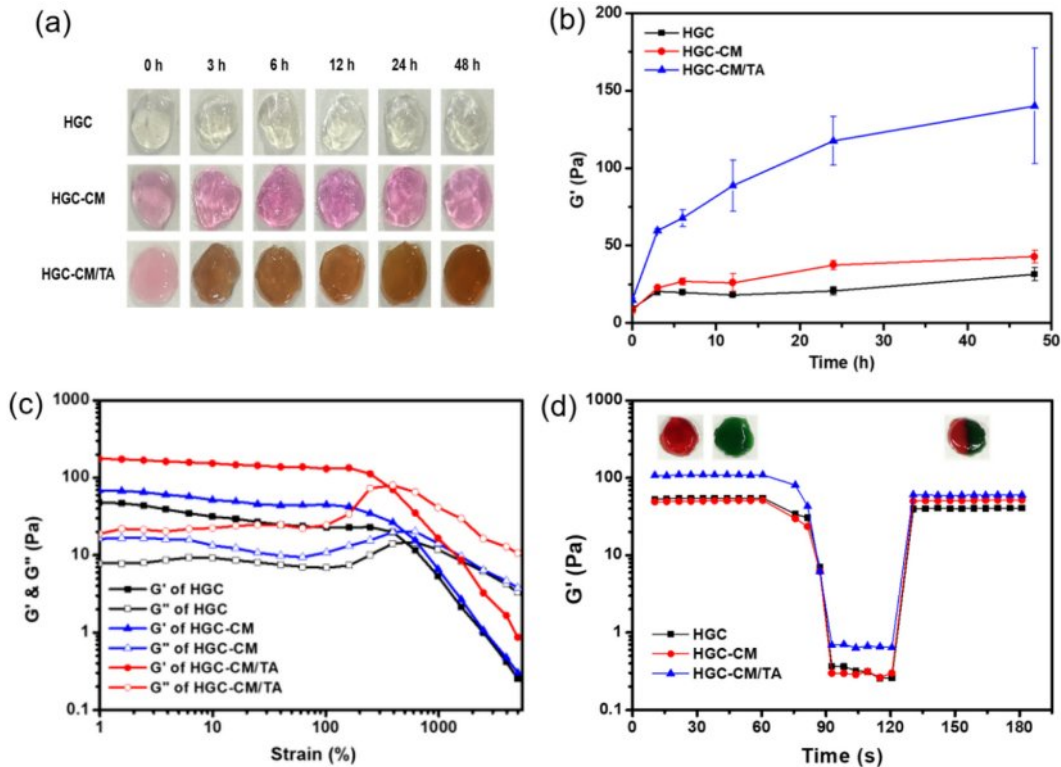 (a)
0 h 3 h 6 h 12 h 24 h 48 h
HGC
HGC-CM
HGC-CM/TA
(b)
200
150
100
50
0
G' (Pa)
HGC
HGC-CM
HGC-CM/TA
0 10 20 30 40 50
Time (h)
(c)
1000
100
10
1
0.1
G' & G" (Pa)
G' of HGC
G" of HGC
G' of HGC-CM
G" of HGC-CM
G' of HGC-CM/TA
G" of HGC-CM/TA
1 10 100 1000
Strain (%)
(d)
1000
100
10
1
0.1
G' (Pa)
HGC
HGC-CM
HGC-CM/TA
0 30 60 90 120 150 180
Time (s)